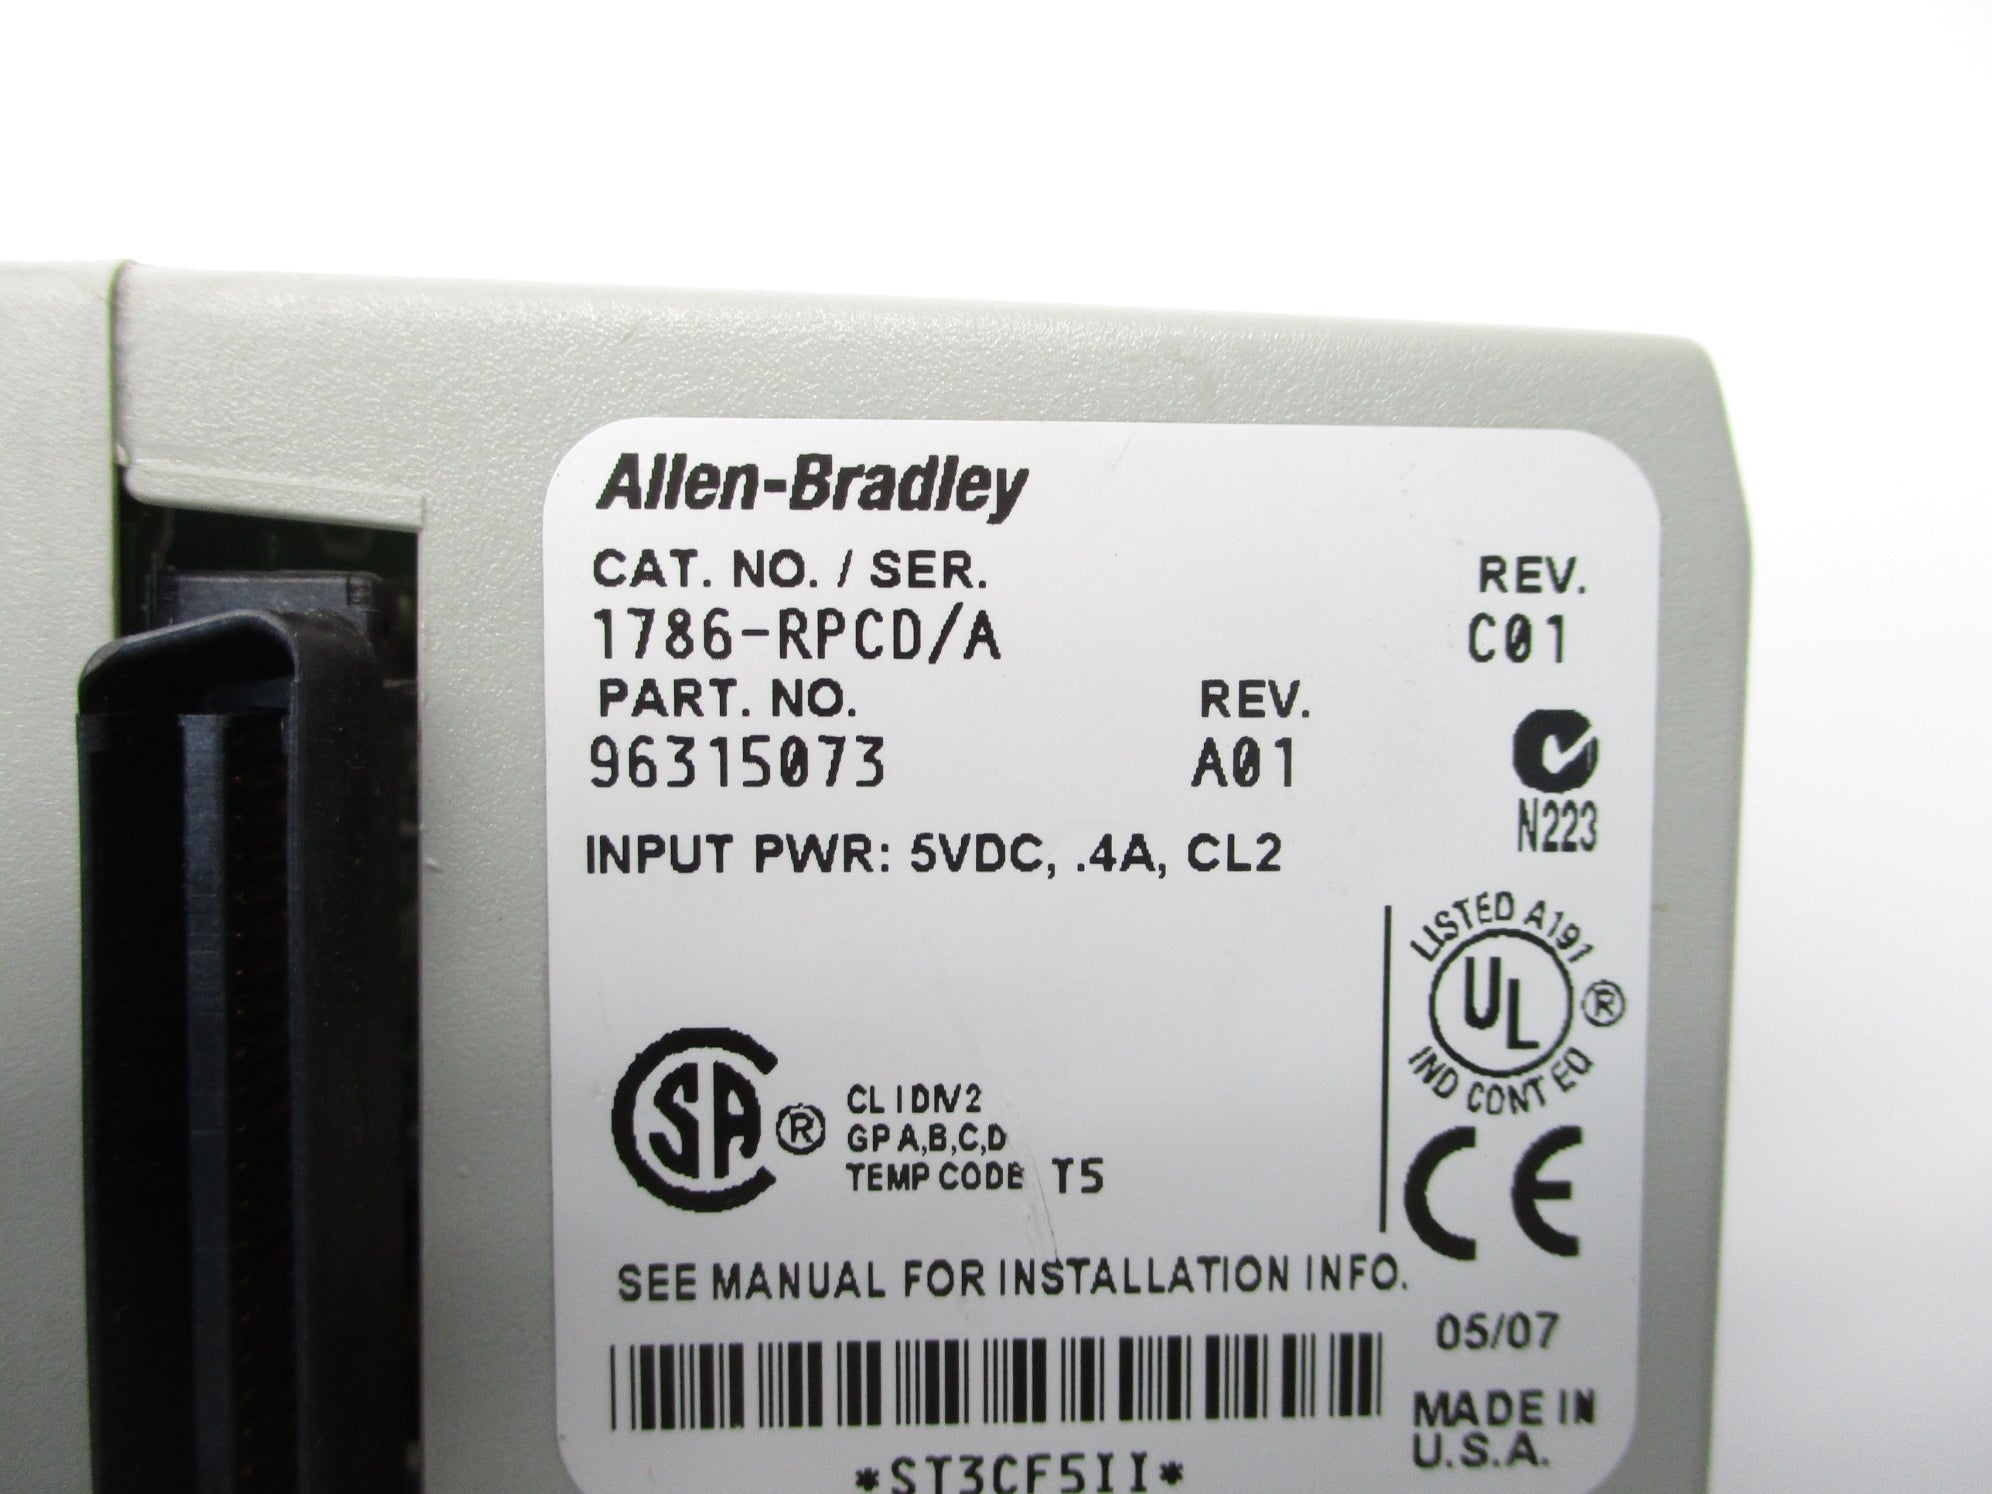 Allen-Bradley
CAT. NO. / SER. REV.
1786-RPCD/A C01
PART. NO. REV.
96315073 A01
N223
INPUT PWR: 5VDC, .4A, CL2
LISTED A191
UL ®
IND CONT EQ
SA ®
CL I DIV 2
GP A,B,C,D
TEMP CODE T5
CE
SEE MANUAL FOR INSTALLATION INFO.
05/07
MADE IN
U.S.A.
*ST3CF5II*